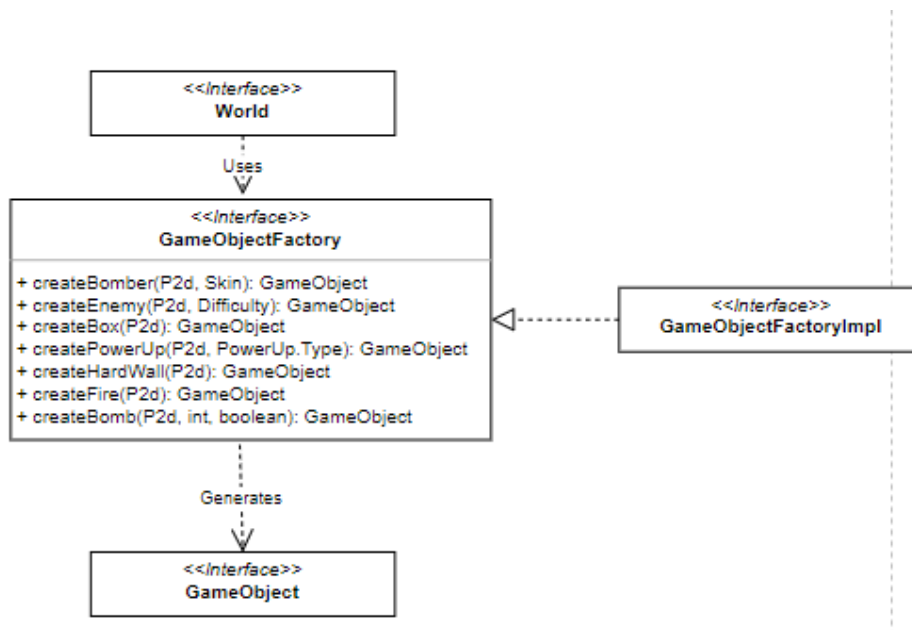 <<Interface>>
World
Uses
<<Interface>>
GameObjectFactory
+ createBomber(P2d, Skin): GameObject
+ createEnemy(P2d, Difficulty): GameObject
+ createBox(P2d): GameObject
+ createPowerUp(P2d, PowerUp.Type): GameObject
+ createHardWall(P2d): GameObject
+ createFire(P2d): GameObject
+ createBomb(P2d, int, boolean): GameObject
<<Interface>>
GameObjectFactoryImpl
Generates
<<Interface>>
GameObject